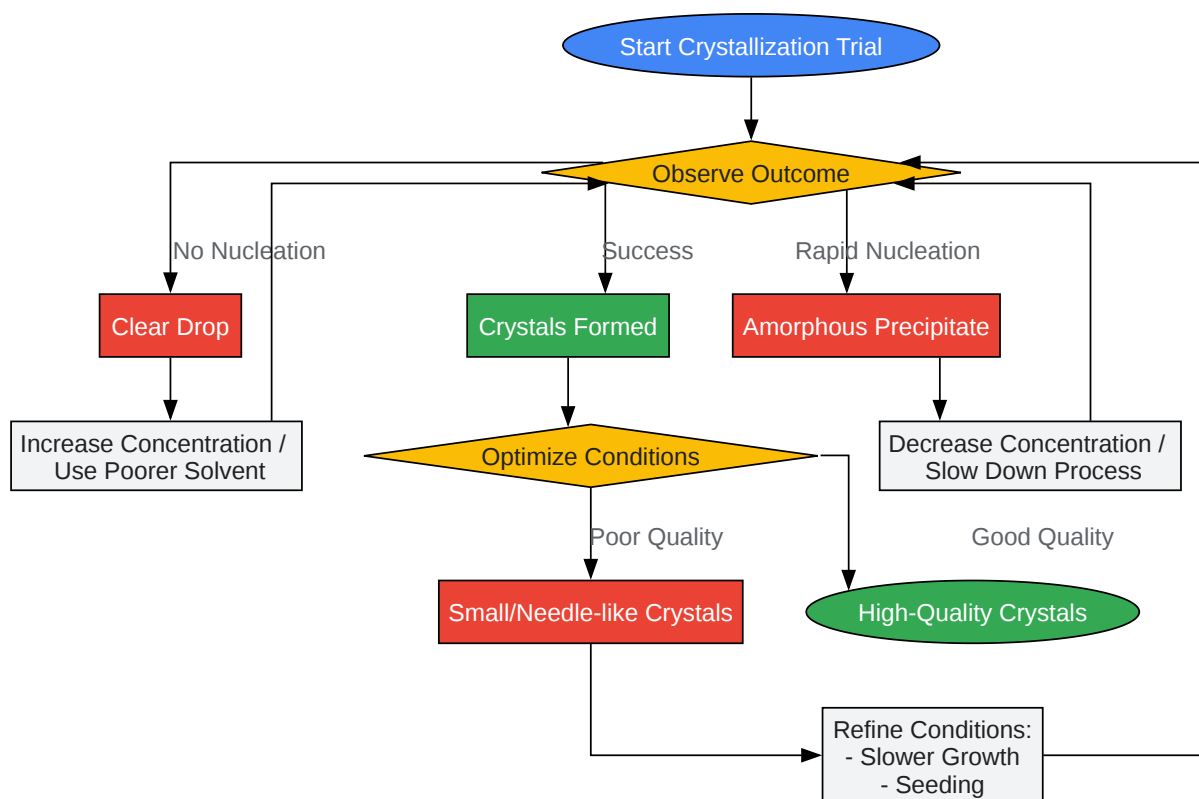 Start Crystallization Trial
Observe Outcome
No Nucleation
Success
Rapid Nucleation
Clear Drop
Crystals Formed
Amorphous Precipitate
Increase Concentration /
Use Poorer Solvent
Optimize Conditions
Decrease Concentration /
Slow Down Process
Poor Quality
Good Quality
Small/Needle-like Crystals
High-Quality Crystals
Refine Conditions:
- Slower Growth
- Seeding